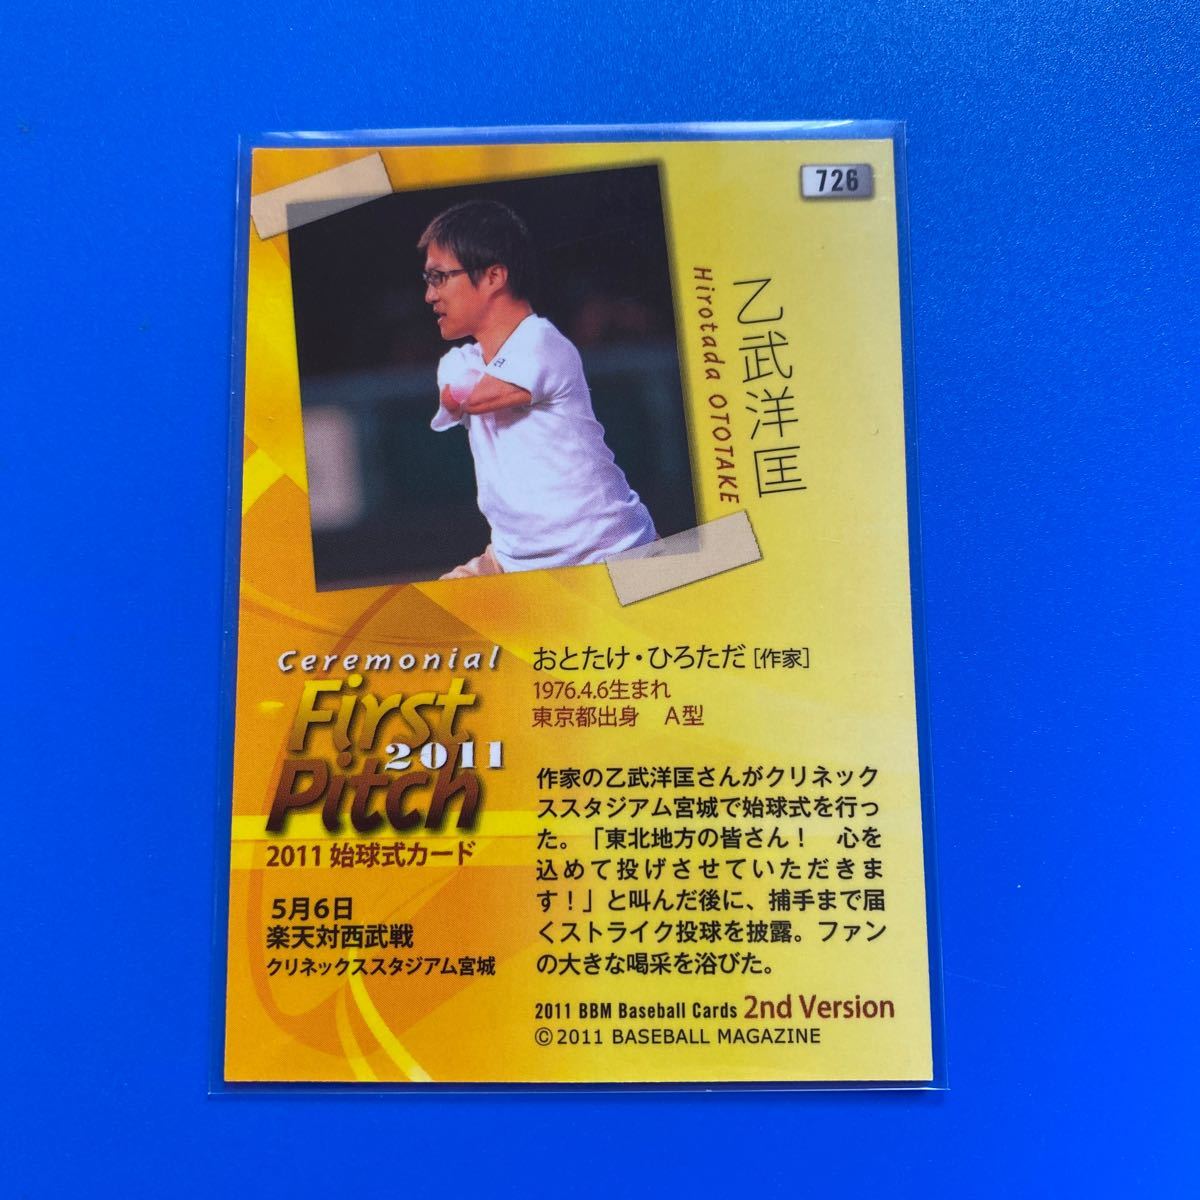 726
乙武洋匡
Hirotada OTOTAKE
Ceremonial
First
2011
Pitch
2011 始球式カード
5月6日
楽天対西武戦
クリネックススタジアム宮城
おとたけ・ひろただ [作家]
1976.4.6生まれ
東京都出身　A型
作家の乙武洋匡さんがクリネック
ススタジアム宮城で始球式を行っ
た。「東北地方の皆さん！　心を
込めて投げさせていただきま
す！」と叫んだ後に、捕手まで届
くストライク投球を披露。ファン
の大きな喝采を浴びた。
2011 BBM Baseball Cards 2nd Version
©2011 BASEBALL MAGAZINE